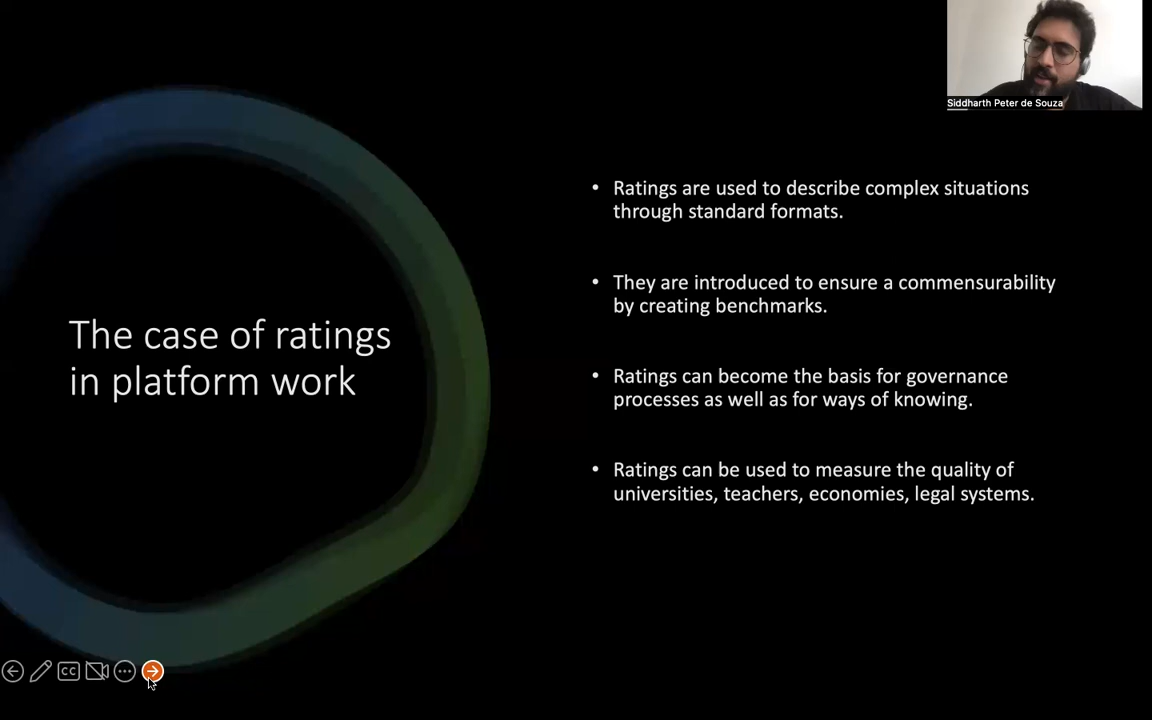 Siddharth Peter de Souza
The case of ratings
in platform work
• Ratings are used to describe complex situations
through standard formats.
• They are introduced to ensure a commensurability
by creating benchmarks.
• Ratings can become the basis for governance
processes as well as for ways of knowing.
• Ratings can be used to measure the quality of
universities, teachers, economies, legal systems.
CC